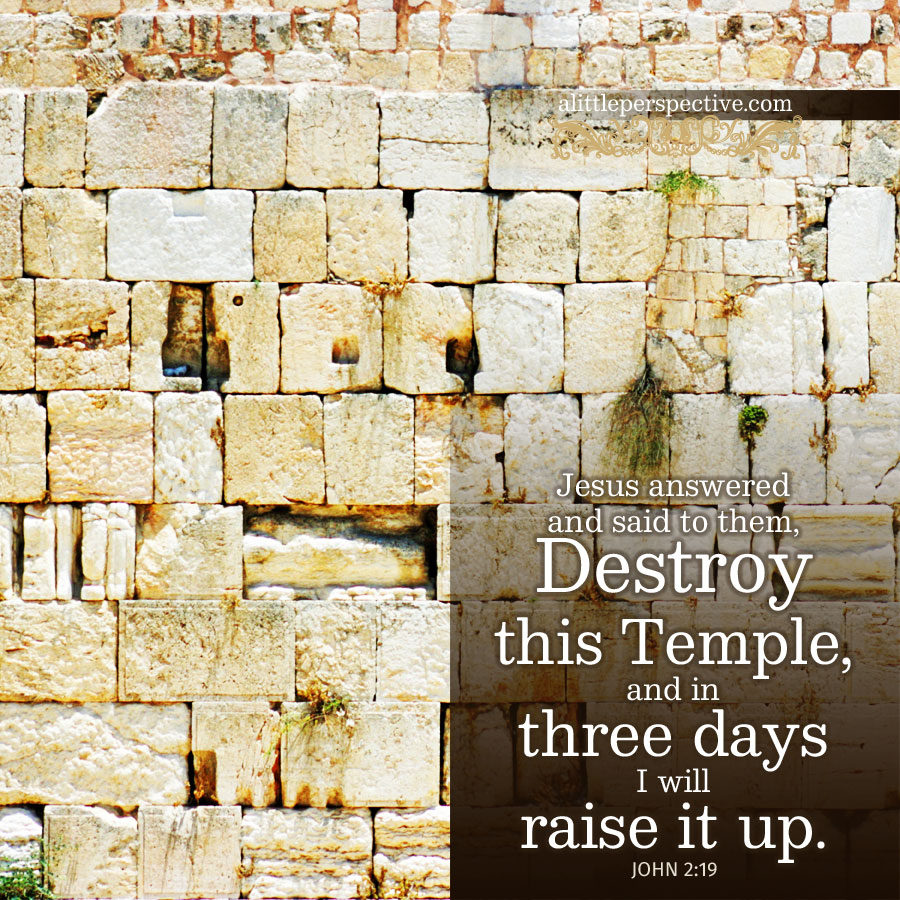 alittleperspective.com
Jesus answered
and said to them,
Destroy
this Temple,
and in
three days
I will
raise it up.
JOHN 2:19